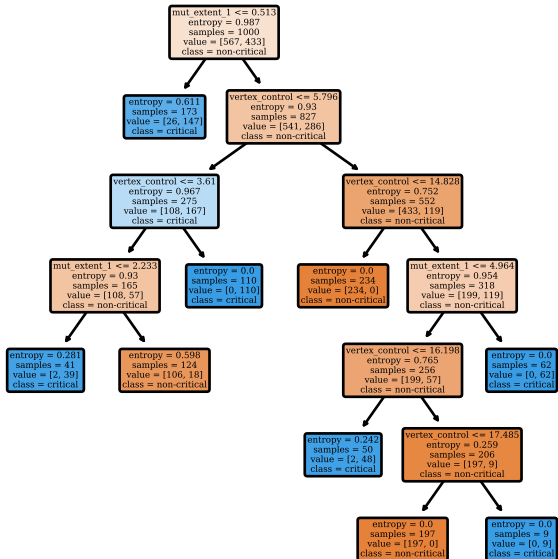 mut_extent_1 <= 0.513
entropy = 0.987
samples = 1000
value = [567, 433]
class = non-critical
entropy = 0.611
samples = 173
value = [26, 147]
class = critical
vertex_control <= 5.796
entropy = 0.93
samples = 827
value = [541, 286]
class = non-critical
vertex_control <= 3.61
entropy = 0.967
samples = 275
value = [108, 167]
class = critical
vertex_control <= 14.828
entropy = 0.752
samples = 552
value = [433, 119]
class = non-critical
mut_extent_1 <= 2.233
entropy = 0.93
samples = 165
value = [108, 57]
class = non-critical
entropy = 0.0
samples = 110
value = [0, 110]
class = critical
entropy = 0.0
samples = 234
value = [234, 0]
class = non-critical
mut_extent_1 <= 4.964
entropy = 0.954
samples = 318
value = [199, 119]
class = non-critical
entropy = 0.281
samples = 41
value = [2, 39]
class = critical
entropy = 0.598
samples = 124
value = [106, 18]
class = non-critical
vertex_control <= 16.198
entropy = 0.765
samples = 256
value = [199, 57]
class = non-critical
entropy = 0.0
samples = 62
value = [0, 62]
class = critical
entropy = 0.242
samples = 50
value = [2, 48]
class = critical
vertex_control <= 17.485
entropy = 0.259
samples = 206
value = [197, 9]
class = non-critical
entropy = 0.0
samples = 197
value = [197, 0]
class = non-critical
entropy = 0.0
samples = 9
value = [0, 9]
class = critical